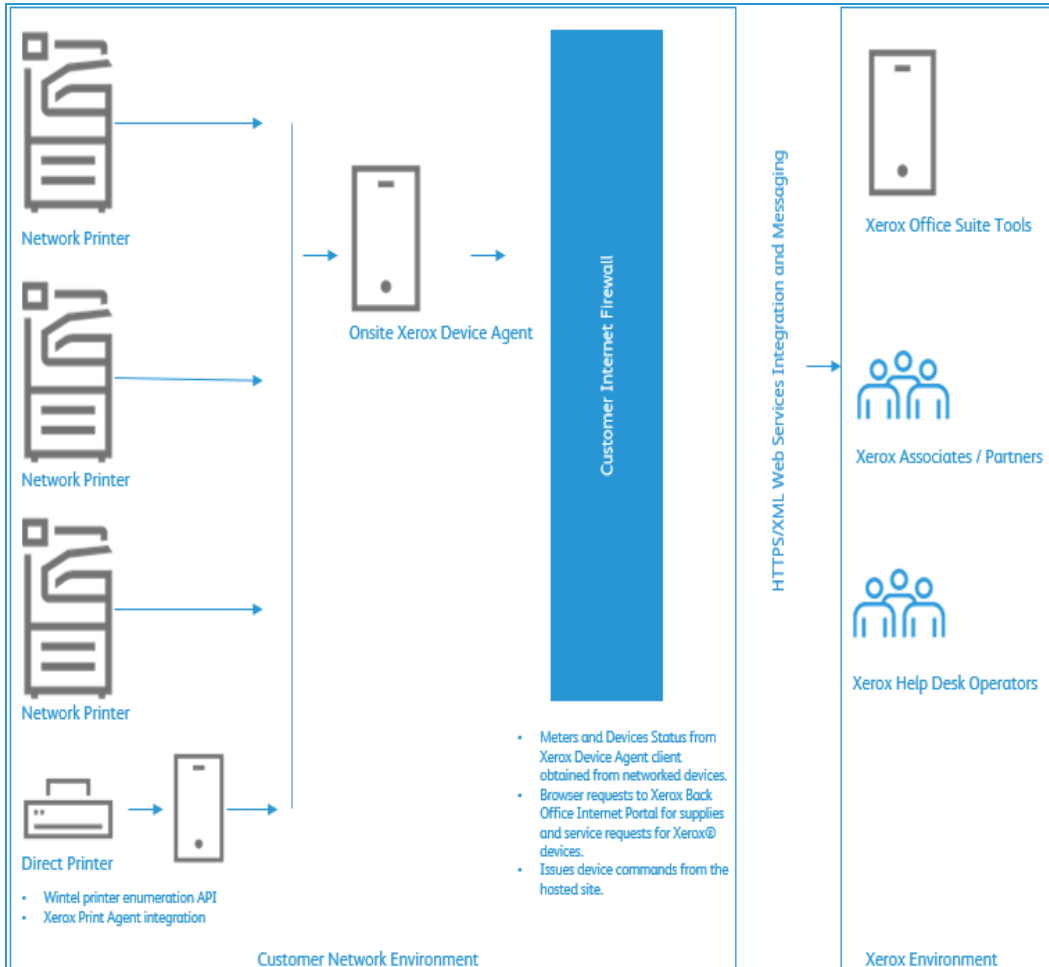 Network Printer
Network Printer
Network Printer
Direct Printer
• Wintel printer enumeration API
• Xerox Print Agent integration
Onsite Xerox Device Agent
Customer Internet Firewall
• Meters and Devices Status from
Xerox Device Agent client
obtained from networked devices.
• Browser requests to Xerox Back
Office Internet Portal for supplies
and service requests for Xerox®
devices.
• Issues device commands from the
hosted site.
Customer Network Environment
HTTPS/XML Web Services Integration and Messaging
Xerox Office Suite Tools
Xerox Associates / Partners
Xerox Help Desk Operators
Xerox Environment